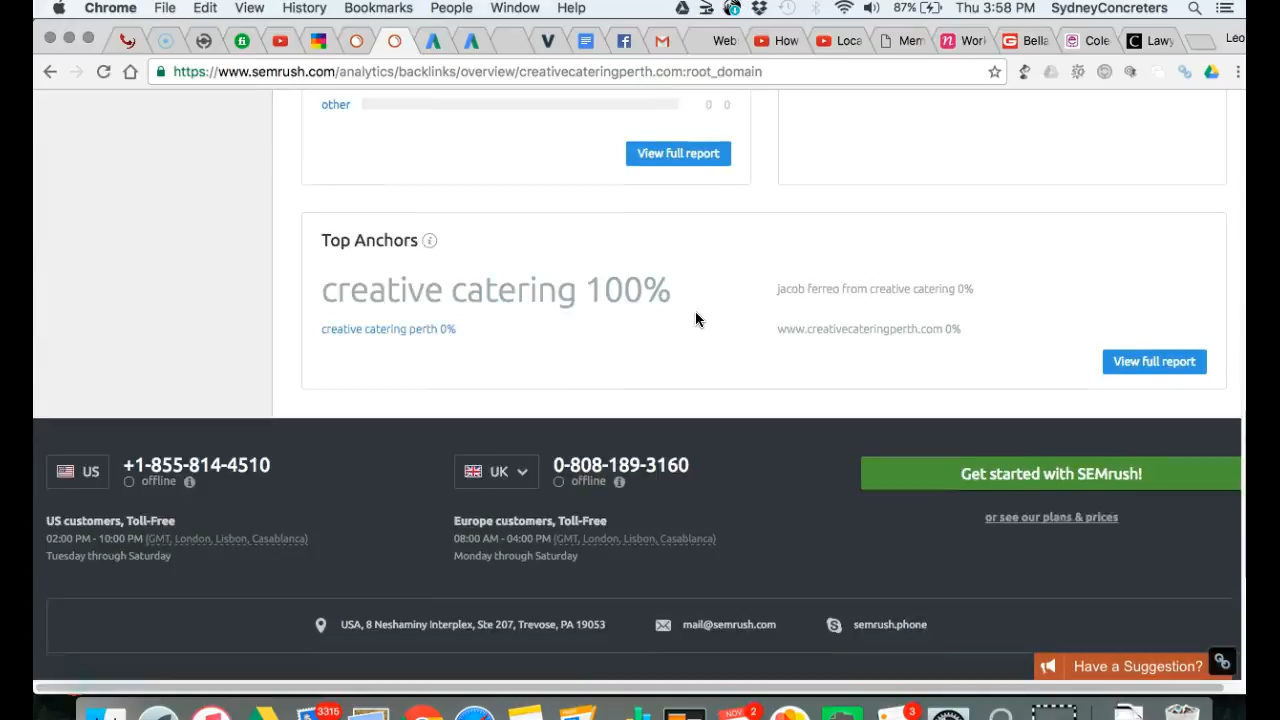 Chrome File Edit View History Bookmarks People Window Help 87% Thu 3:58 PM SydneyConcreters
Web How Loca Mem Worl Bella Cole Lawy Leo
https://www.semrush.com/analytics/backlinks/overview/creativecateringperth.com:root_domain
other 0 0
View full report
Top Anchors
creative catering 100%
jacob ferreo from creative catering 0%
creative catering perth 0%
www.creativecateringperth.com 0%
View full report
US +1-855-814-4510
offline
UK 0-808-189-3160
offline
Get started with SEMrush!
or see our plans & prices
US customers, Toll-Free
02:00 PM - 10:00 PM (GMT, London, Lisbon, Casablanca)
Tuesday through Saturday
Europe customers, Toll-Free
08:00 AM - 04:00 PM (GMT, London, Lisbon, Casablanca)
Monday through Saturday
USA, 8 Neshaminy Interplex, Ste 207, Trevose, PA 19053
mail@semrush.com
semrush.phone
Have a Suggestion?
3315 NOV 2 3